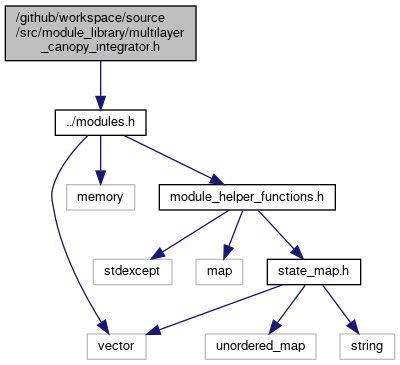 /github/workspace/source
/src/module_library/multilayer
_canopy_integrator.h
../modules.h
memory
module_helper_functions.h
stdexcept
map
state_map.h
vector
unordered_map
string